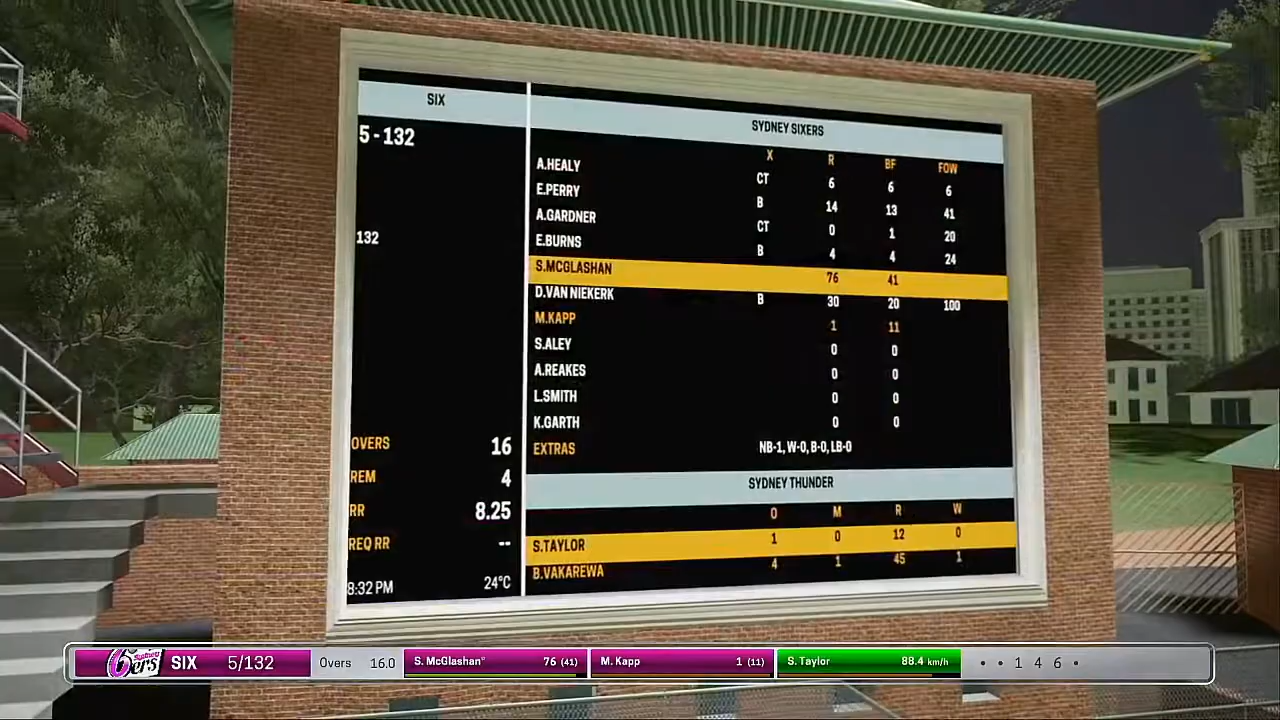 SIX
5 - 132
132
OVERS 16
REM 4
RR 8.25
REQ RR --
8:32 PM 24°C
SYDNEY SIXERS
X R BF FOW
A.HEALY CT 6 6 6
E.PERRY B 14 13 41
A.GARDNER CT 0 1 20
E.BURNS B 4 4 24
S.MCGLASHAN 76 41
D.VAN NIEKERK B 30 20 100
M.KAPP 1 11
S.ALEY 0 0
A.REAKES 0 0
L.SMITH 0 0
K.GARTH 0 0
EXTRAS NB-1, W-0, B-0, LB-0
SYDNEY THUNDER
O M R W
S.TAYLOR 1 0 12 0
B.VAKAREWA 4 1 45 1
Sydney 6ers SIX 5/132 Overs 16.0 S. McGlashan* 76 (41) M. Kapp 1 (11) S. Taylor 88.4 km/h • • 1 4 6 •